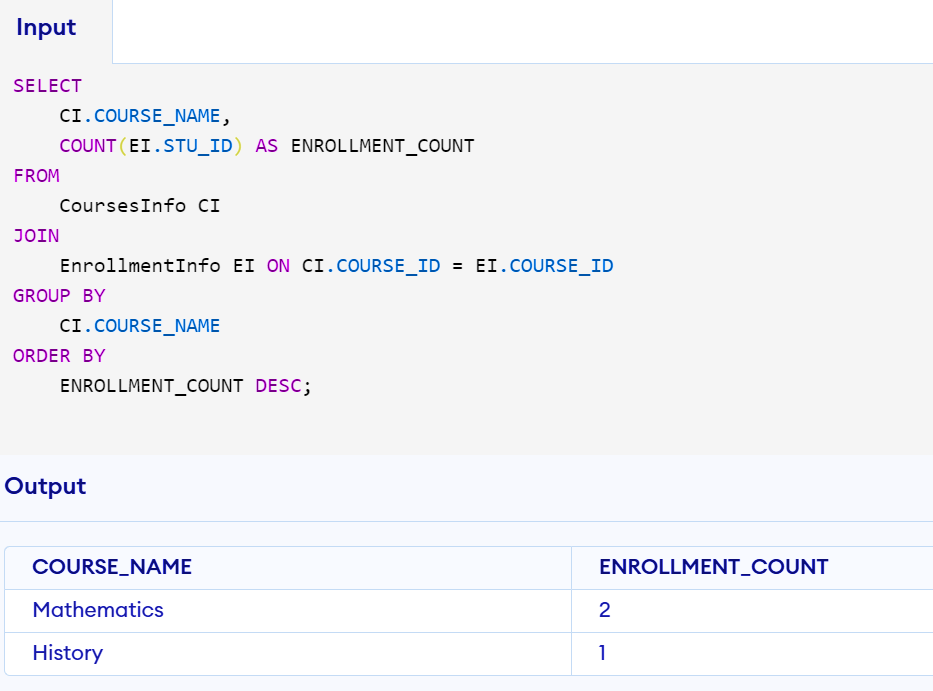 Input
SELECT
CI.COURSE_NAME,
COUNT(EI.STU_ID) AS ENROLLMENT_COUNT
FROM
CoursesInfo CI
JOIN
EnrollmentInfo EI ON CI.COURSE_ID = EI.COURSE_ID
GROUP BY
CI.COURSE_NAME
ORDER BY
ENROLLMENT_COUNT DESC;
Output
COURSE_NAME ENROLLMENT_COUNT
Mathematics 2
History 1